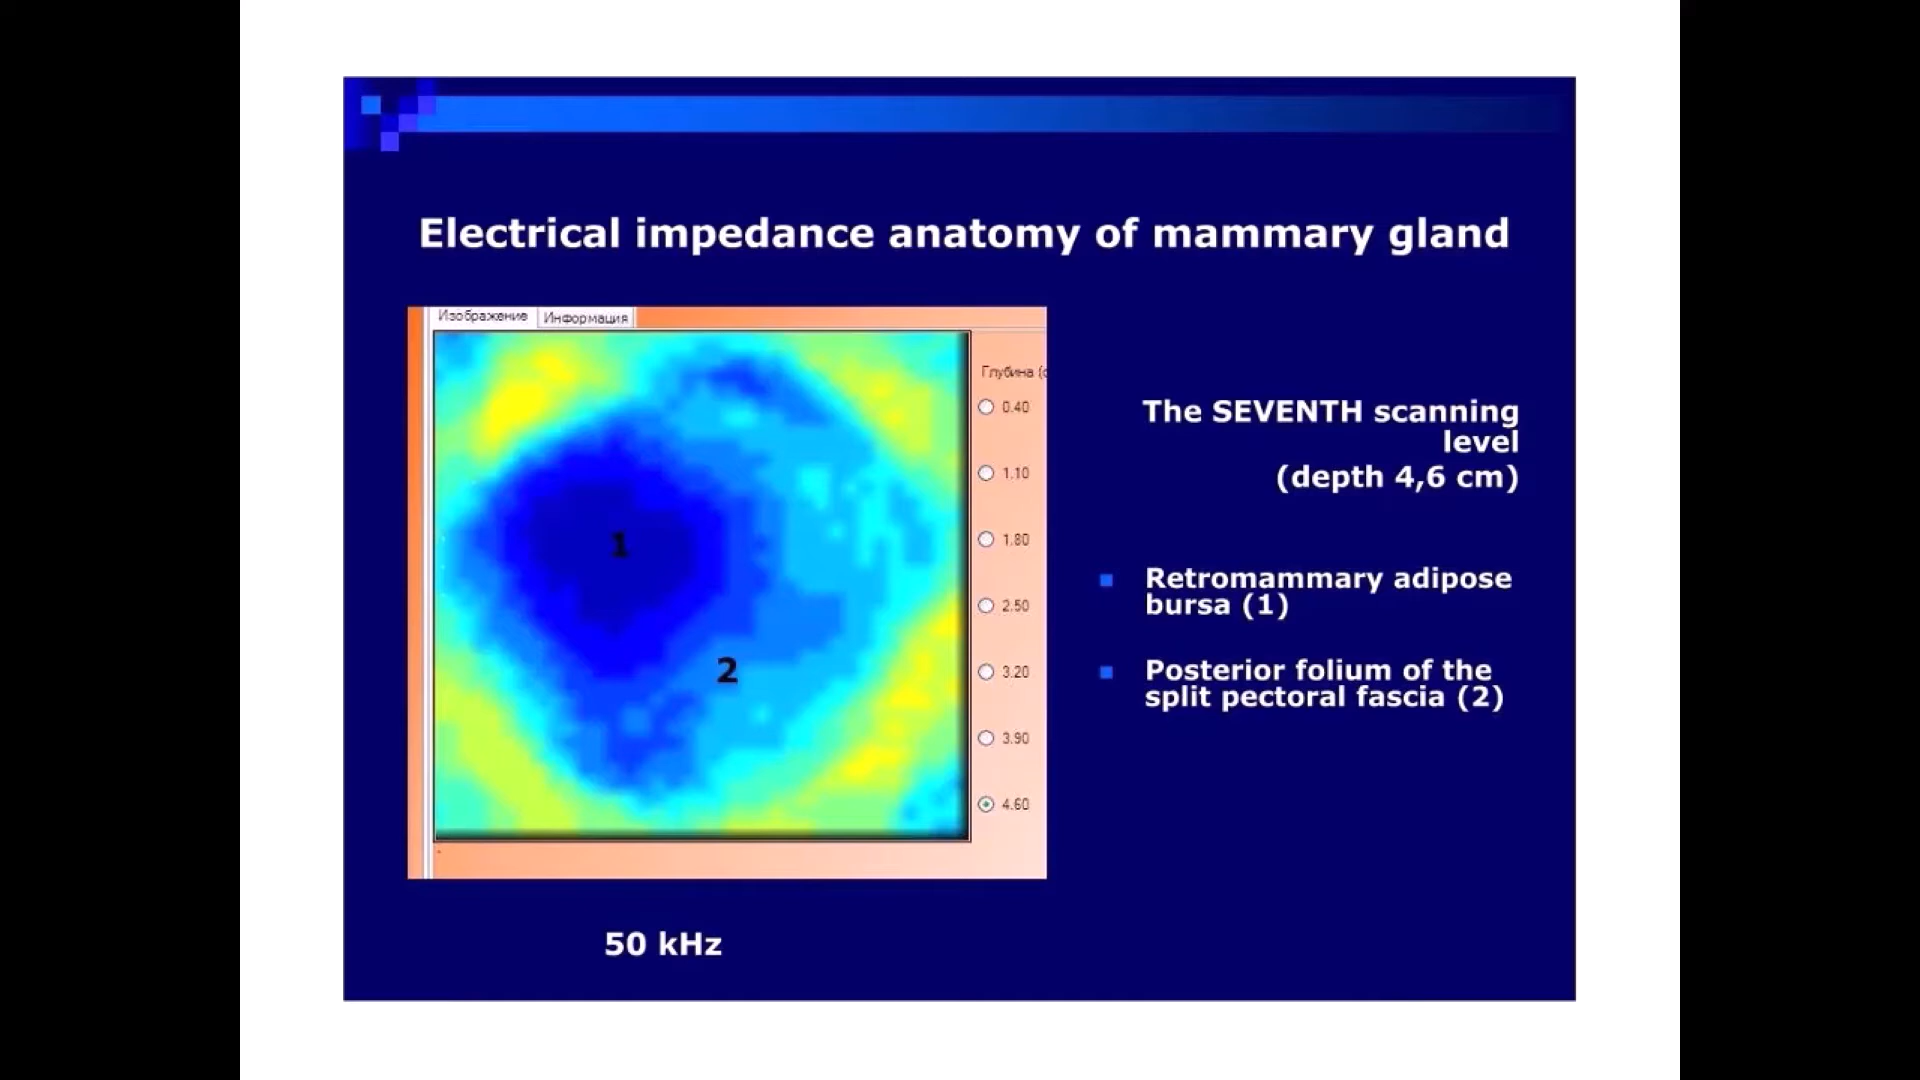 Electrical impedance anatomy of mammary gland
Изображение
Информация
Глубина (с
0.40
1.10
1.80
2.50
3.20
3.90
4.60
1
2
The SEVENTH scanning
level
(depth 4,6 cm)
Retromammary adipose
bursa (1)
Posterior folium of the
split pectoral fascia (2)
50 kHz